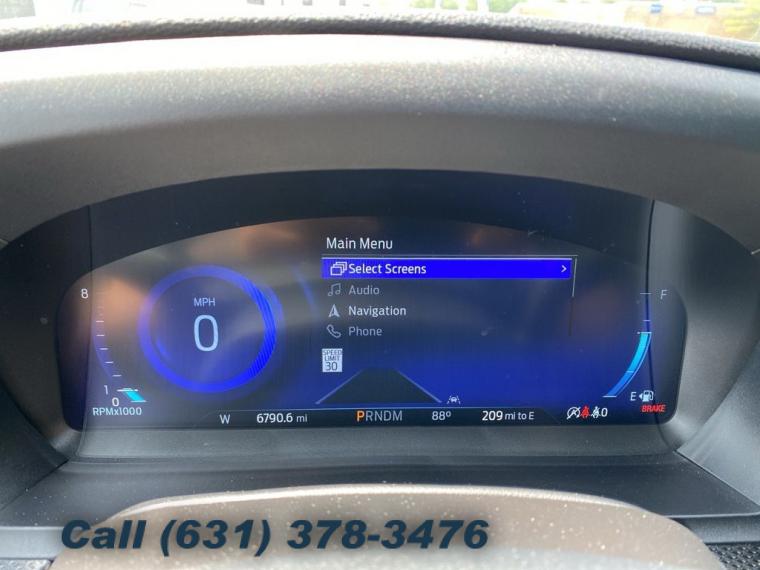 Main Menu
Select Screens >
Audio
Navigation
Phone
8
MPH
0
1
0
RPMx1000
SPEED
LIMIT
30
F
E
BRAKE
W 6790.6 mi PRNDM 88° 209 mi to E 0
Call (631) 378-3476